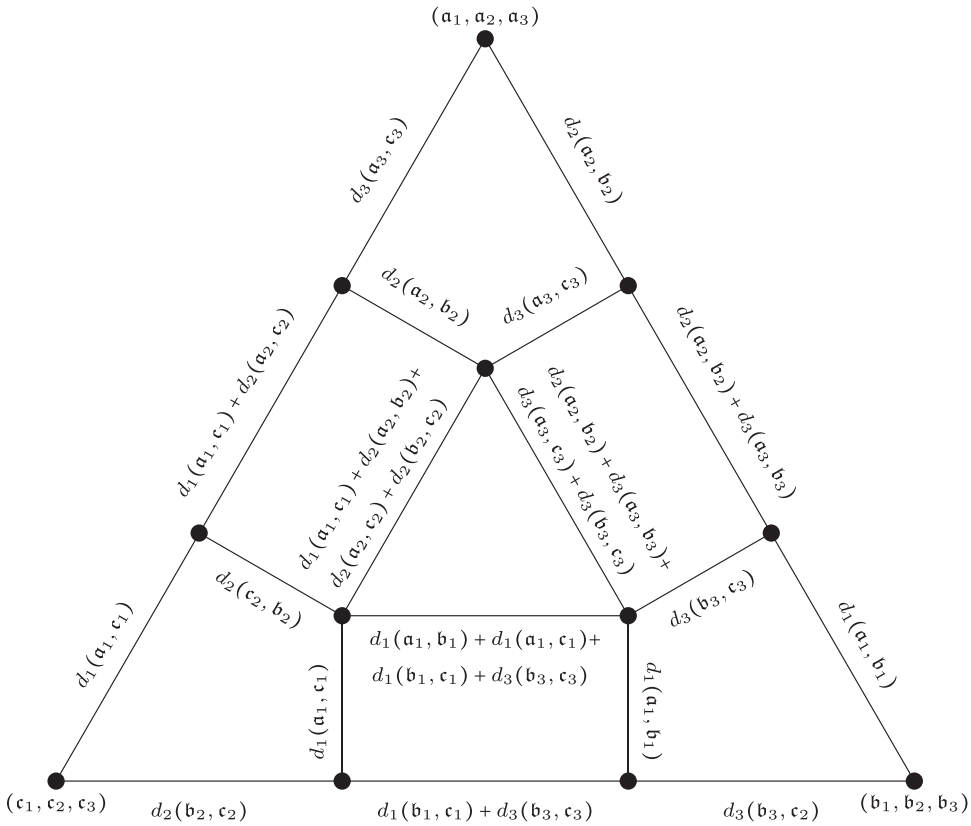 (𝔞₁, 𝔞₂, 𝔞₃)
d₃(𝔞₃, 𝔠₃)
d₂(𝔞₂, 𝔟₂)
d₂(𝔞₂, 𝔟₂)
d₃(𝔞₃, 𝔠₃)
d₁(𝔞₁, 𝔠₁) + d₂(𝔞₂, 𝔠₂)
d₁(𝔞₁, 𝔠₁) + d₂(𝔞₂, 𝔟₂)+
d₂(𝔞₂, 𝔠₂) + d₂(𝔟₂, 𝔠₂)
d₂(𝔞₂, 𝔟₂) + d₃(𝔞₃, 𝔟₃)+
d₃(𝔞₃, 𝔠₃) + d₃(𝔟₃, 𝔠₃)
d₂(𝔞₂, 𝔟₂) + d₃(𝔞₃, 𝔟₃)
d₁(𝔞₁, 𝔠₁)
d₂(𝔠₂, 𝔟₂)
d₃(𝔟₃, 𝔠₃)
d₁(𝔞₁, 𝔟₁)
d₁(𝔞₁, 𝔟₁) + d₁(𝔞₁, 𝔠₁)+
d₁(𝔟₁, 𝔠₁) + d₃(𝔟₃, 𝔠₃)
d₁(𝔞₁, 𝔠₁)
d₁(𝔞₁, 𝔟₁)
(𝔠₁, 𝔠₂, 𝔠₃)
d₂(𝔟₂, 𝔠₂)
d₁(𝔟₁, 𝔠₁) + d₃(𝔟₃, 𝔠₃)
d₃(𝔟₃, 𝔠₂)
(𝔟₁, 𝔟₂, 𝔟₃)